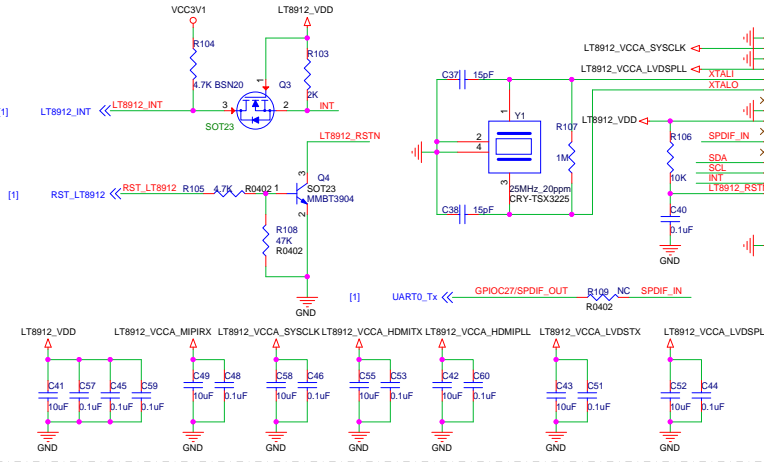 VCC3V1
LT8912_VDD
R104
4.7K
BSN20
Q3
R103
2K
1
3
2
SOT23
[1]
LT8912_INT
LT8912_INT
INT
LT8912_RSTN
[1]
RST_LT8912
RST_LT8912
R105
4.7K
R0402
1
3
2
Q4
SOT23
MMBT3904
R108
47K
R0402
GND
C37
15pF
1
2
4
3
Y1
25MHz_20ppm
CRY-TSX3225
C38
15pF
R107
1M
LT8912_VCCA_SYSCLK
LT8912_VCCA_LVDSPLL
XTALI
XTALO
LT8912_VDD
R106
10K
SPDIF_IN
SDA
SCL
INT
LT8912_RST
C40
0.1uF
GND
[1]
UART0_Tx
GPIOC27/SPDIF_OUT
R109
NC
R0402
SPDIF_IN
LT8912_VDD
LT8912_VCCA_MIPIRX
LT8912_VCCA_SYSCLK
LT8912_VCCA_HDMITX
LT8912_VCCA_HDMIPLL
LT8912_VCCA_LVDSTX
LT8912_VCCA_LVDSPL
C41
C57
C45
C59
C49
C48
C58
C46
C55
C53
C42
C60
C43
C51
C52
C44
10uF
0.1uF
0.1uF
0.1uF
10uF
0.1uF
10uF
0.1uF
10uF
0.1uF
10uF
0.1uF
10uF
0.1uF
10uF
0.1uF
GND
GND
GND
GND
GND
GND
GND